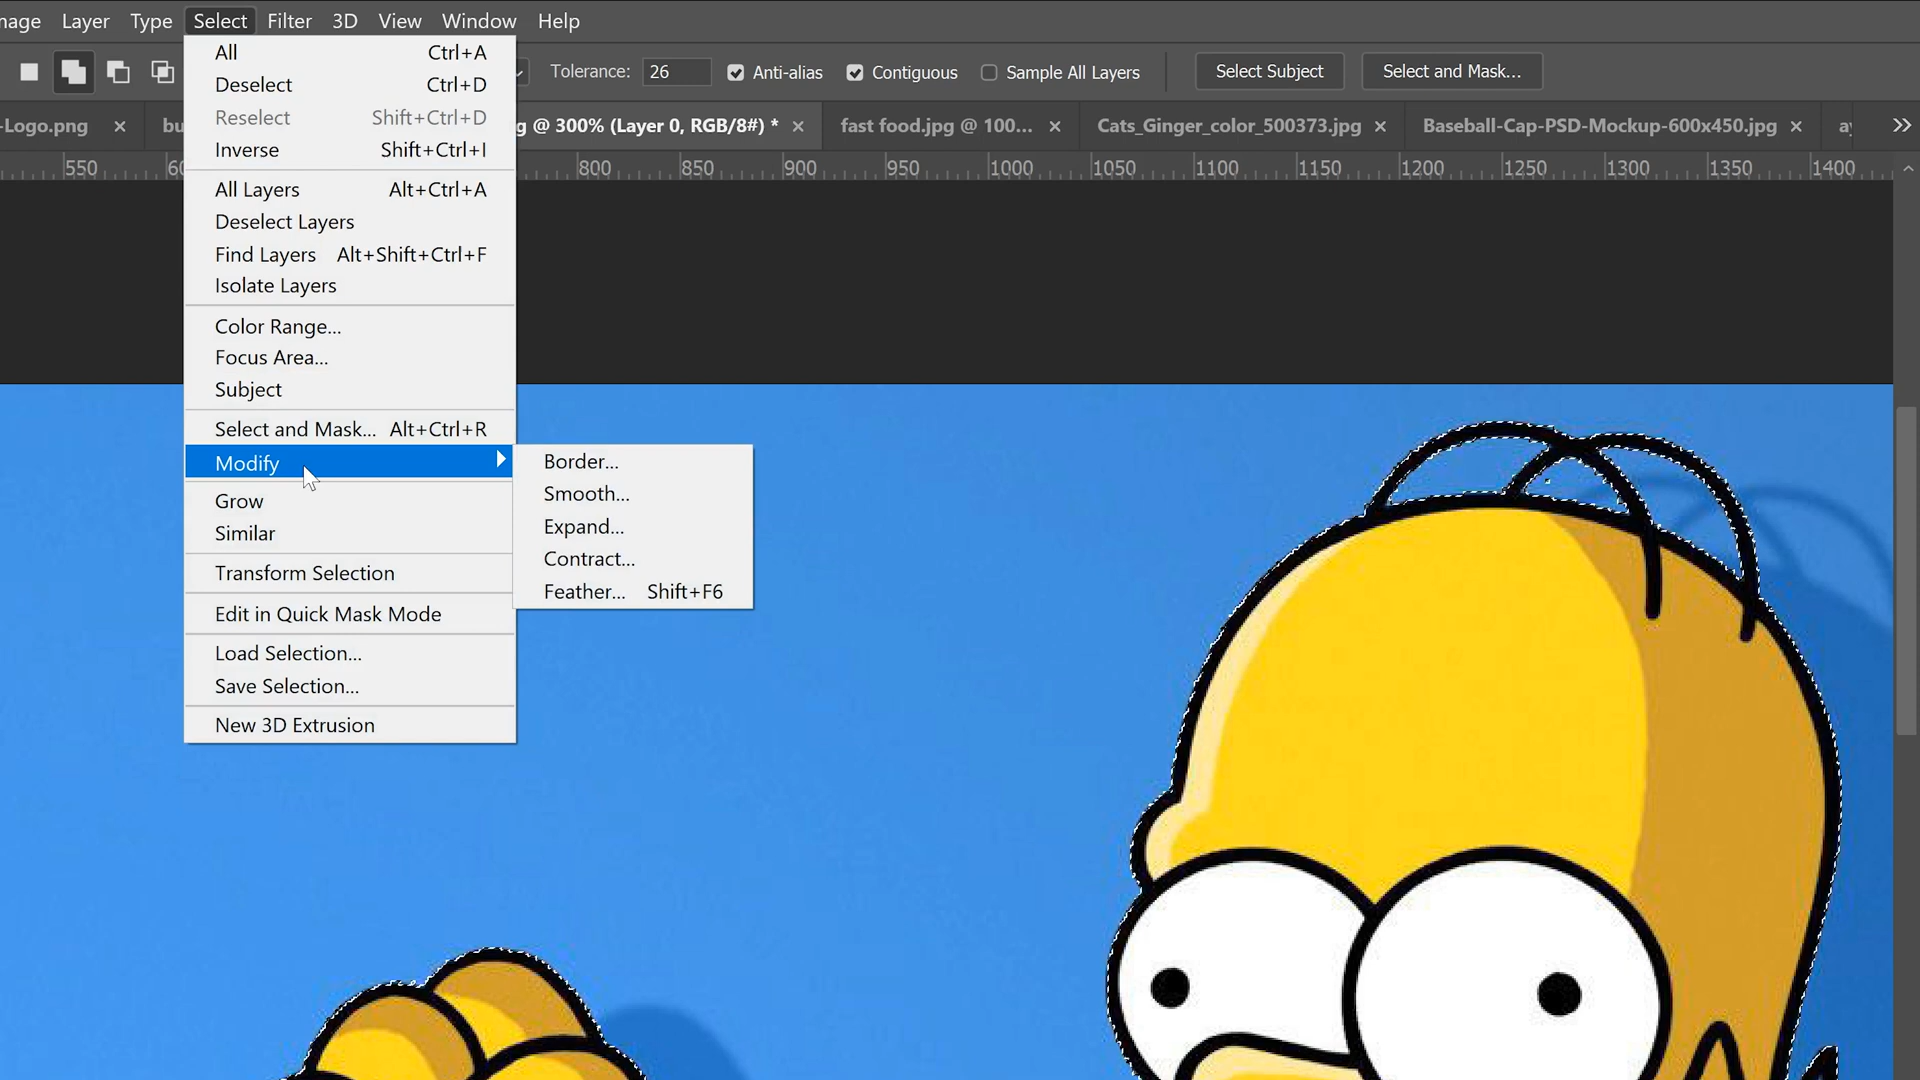 mage Layer Type Select Filter 3D View Window Help
Tolerance: 26 Anti-alias Contiguous Sample All Layers Select Subject Select and Mask...
-Logo.png × bu g @ 300% (Layer 0, RGB/8#) * × fast food.jpg @ 100... × Cats_Ginger_color_500373.jpg × Baseball-Cap-PSD-Mockup-600x450.jpg ×
550 800 850 900 950 1000 1050 1100 1150 1200 1250 1300 1350 1400
All Ctrl+A
Deselect Ctrl+D
Reselect Shift+Ctrl+D
Inverse Shift+Ctrl+I
All Layers Alt+Ctrl+A
Deselect Layers
Find Layers Alt+Shift+Ctrl+F
Isolate Layers
Color Range...
Focus Area...
Subject
Select and Mask... Alt+Ctrl+R
Modify
Grow
Similar
Transform Selection
Edit in Quick Mask Mode
Load Selection...
Save Selection...
New 3D Extrusion
Border...
Smooth...
Expand...
Contract...
Feather... Shift+F6